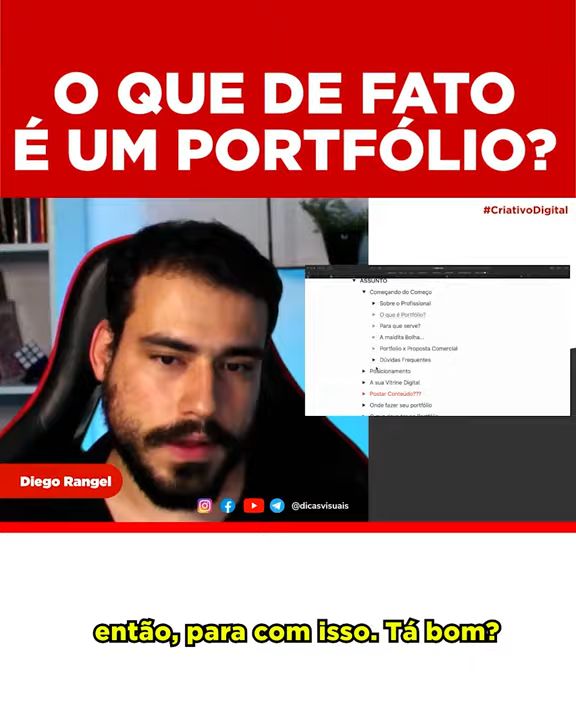 O QUE DE FATO
É UM PORTFÓLIO?
#CriativoDigital
ASSUNTO
Começando do Começo
Sobre o Profissional
O que é Portfólio?
Para que serve?
A maldita Bolha...
Portfolio x Proposta Comercial
Dúvidas Frequentes
Posicionamento
A sua Vitrine Digital
Postar Conteúdo???
Onde fazer seu portfólio
Diego Rangel
@dicasvisuais
então, para com isso. Tá bom?